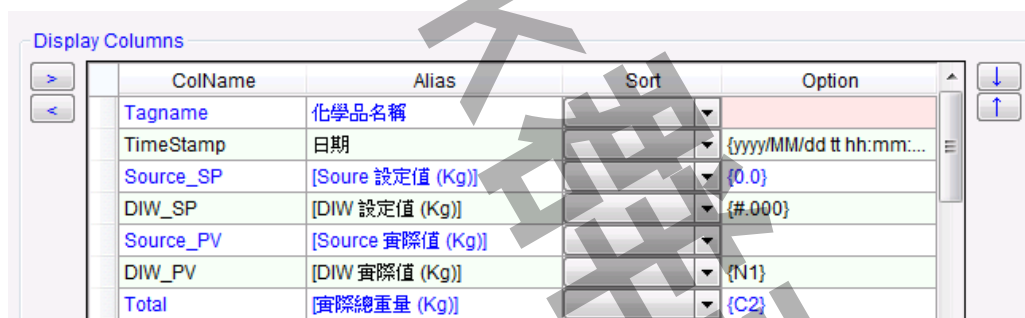 Display Columns
> ColName Alias Sort Option ↓
< Tagname 化學品名稱 ↑
TimeStamp 日期 {yyyy/MM/dd tt hh:mm:...
Source_SP [Soure 設定值 (Kg)] {0.0}
DIW_SP [DIW 設定值 (Kg)] {#.000}
Source_PV [Source 實際值 (Kg)]
DIW_PV [DIW 實際值 (Kg)] {N1}
Total [實際總重量 (Kg)] {C2}